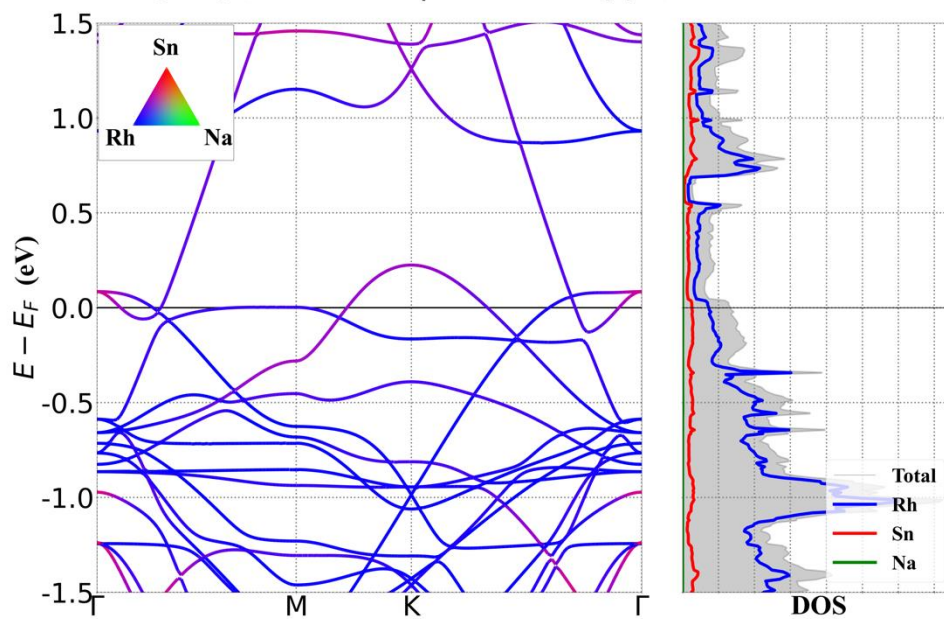 1.5
1.0
0.5
0.0
-0.5
-1.0
-1.5
E − E_F (eV)
Sn
Rh
Na
Γ
M
K
Γ
Total
Rh
Sn
Na
DOS